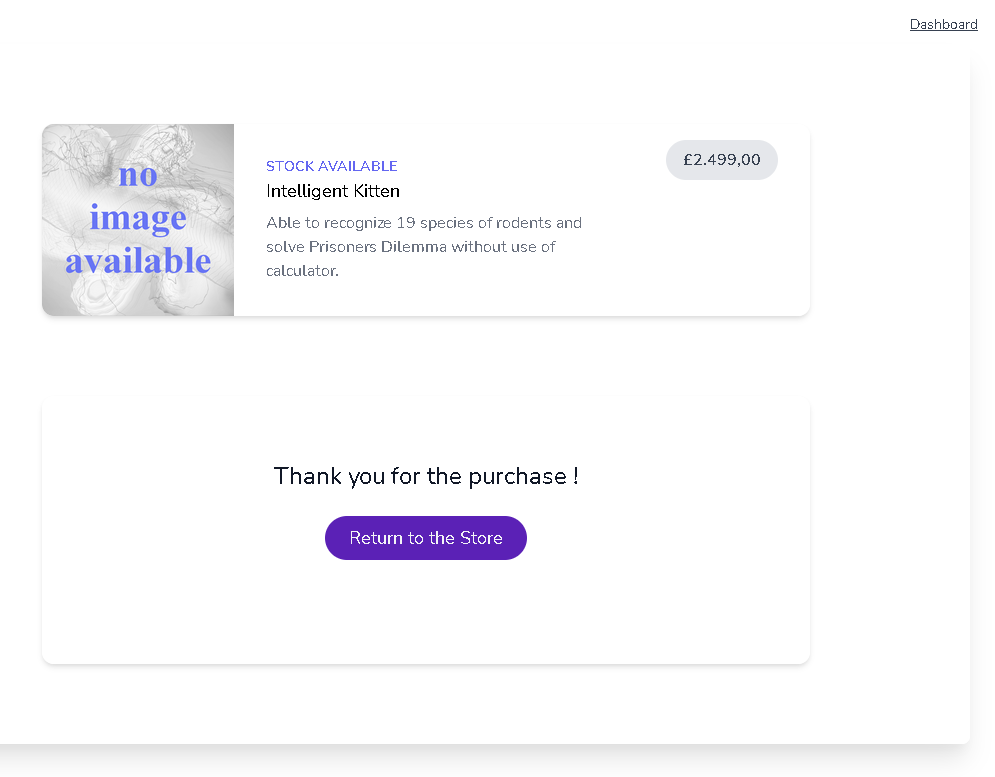 Dashboard
no
image
available
STOCK AVAILABLE
Intelligent Kitten
Able to recognize 19 species of rodents and
solve Prisoners Dilemma without use of
calculator.
£2.499,00
Thank you for the purchase !
Return to the Store